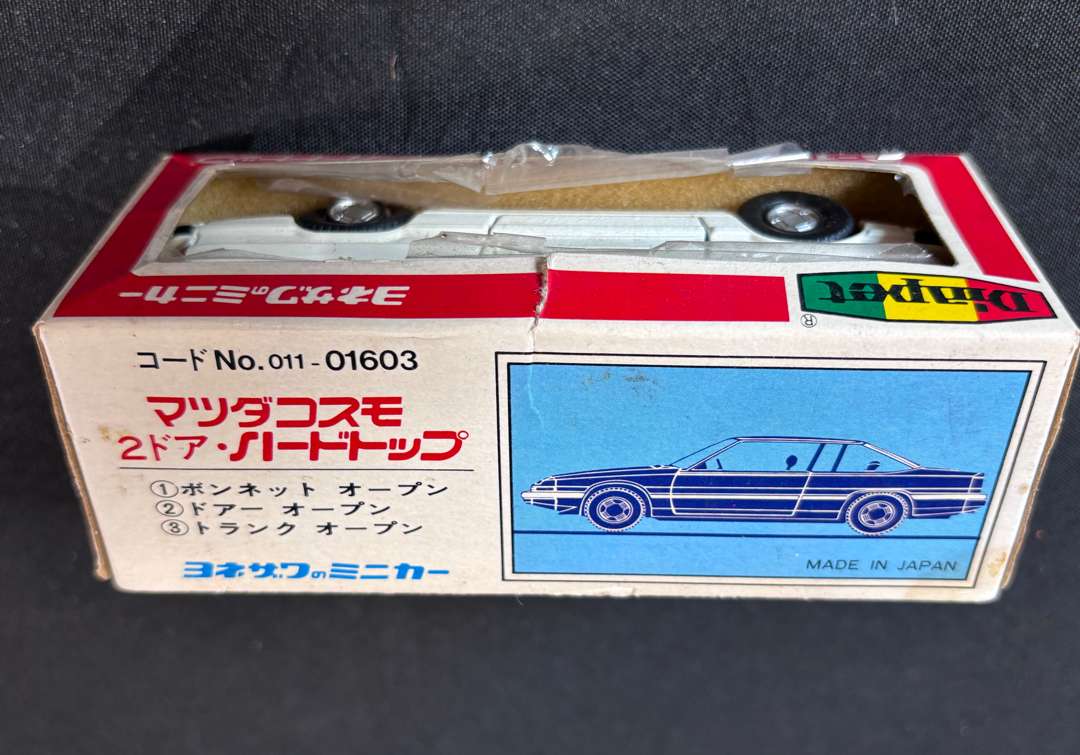 ヨネザワのミニカー
Diapet
®
コード No. 011-01603
マツダコスモ
2ドア・ハードトップ
①ボンネット オープン
②ドアー オープン
③トランク オープン
ヨネザワのミニカー
MADE IN JAPAN